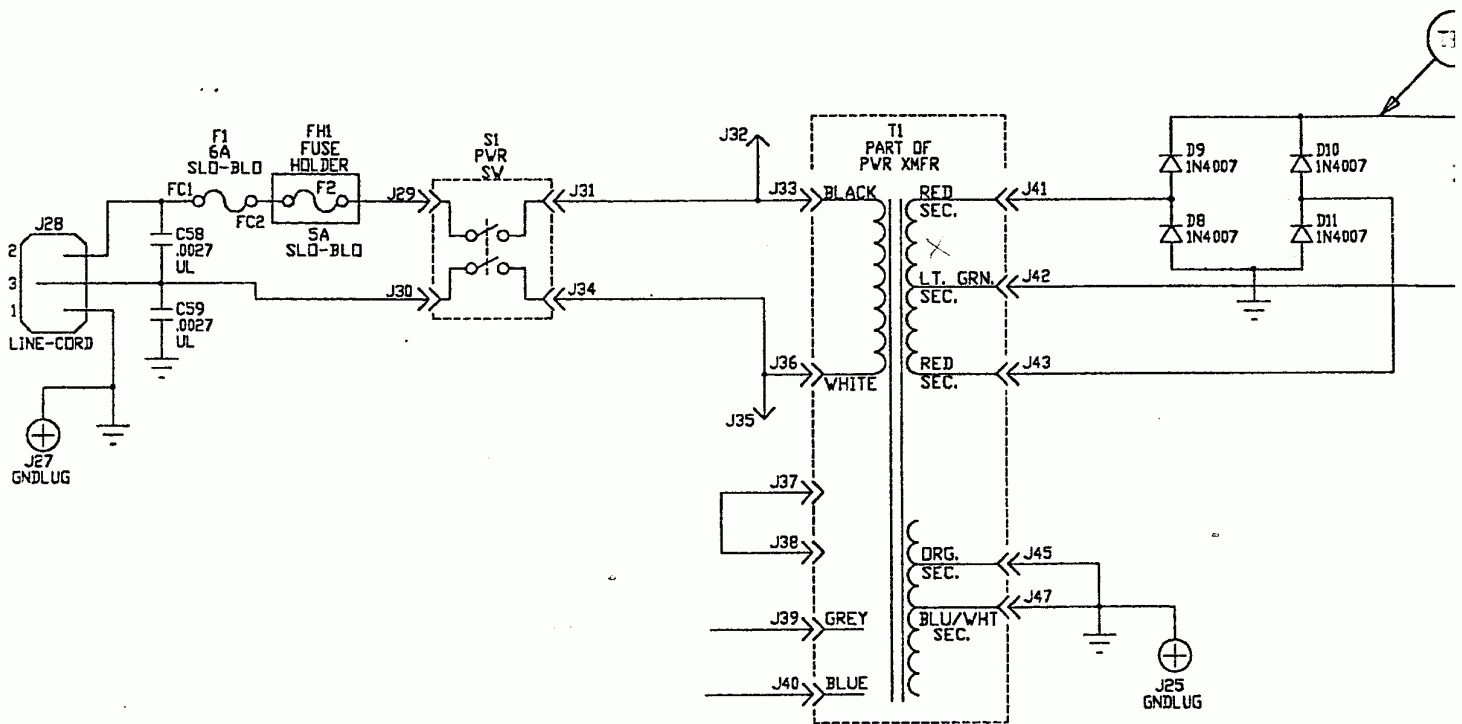 F1
6A
SLO-BLO
FH1
FUSE
HOLDER
S1
PWR
SW
J32
T1
PART OF
PWR XMFR
D9
1N4007
D10
1N4007
FC1
F2
J29
J31
J33
BLACK
RED
SEC.
J41
FC2
5A
SLO-BLO
J28
2
3
1
C58
.0027
UL
D8
1N4007
D11
1N4007
J30
J34
LT. GRN.
SEC.
J42
C59
.0027
UL
LINE-CORD
J36
WHITE
RED
SEC.
J43
J35
J27
GNDLUG
J37
J38
ORG.
SEC.
J45
J39
GREY
BLU/WHT
SEC.
J47
J40
BLUE
J25
GNDLUG